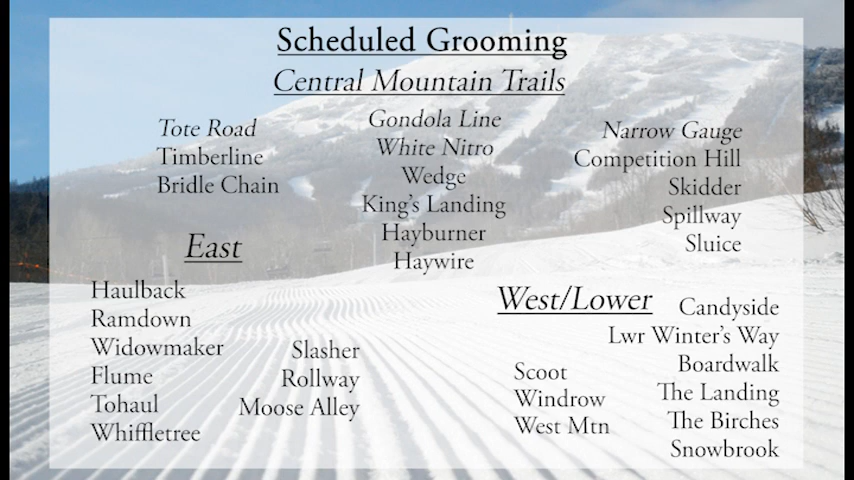 Scheduled Grooming
Central Mountain Trails
Tote Road
Timberline
Bridle Chain
Gondola Line
White Nitro
Wedge
King's Landing
Hayburner
Haywire
Narrow Gauge
Competition Hill
Skidder
Spillway
Sluice
East
Haulback
Ramdown
Widowmaker
Flume
Tohaul
Whiffletree
Slasher
Rollway
Moose Alley
West/Lower
Scoot
Windrow
West Mtn
Candyside
Lwr Winter's Way
Boardwalk
The Landing
The Birches
Snowbrook